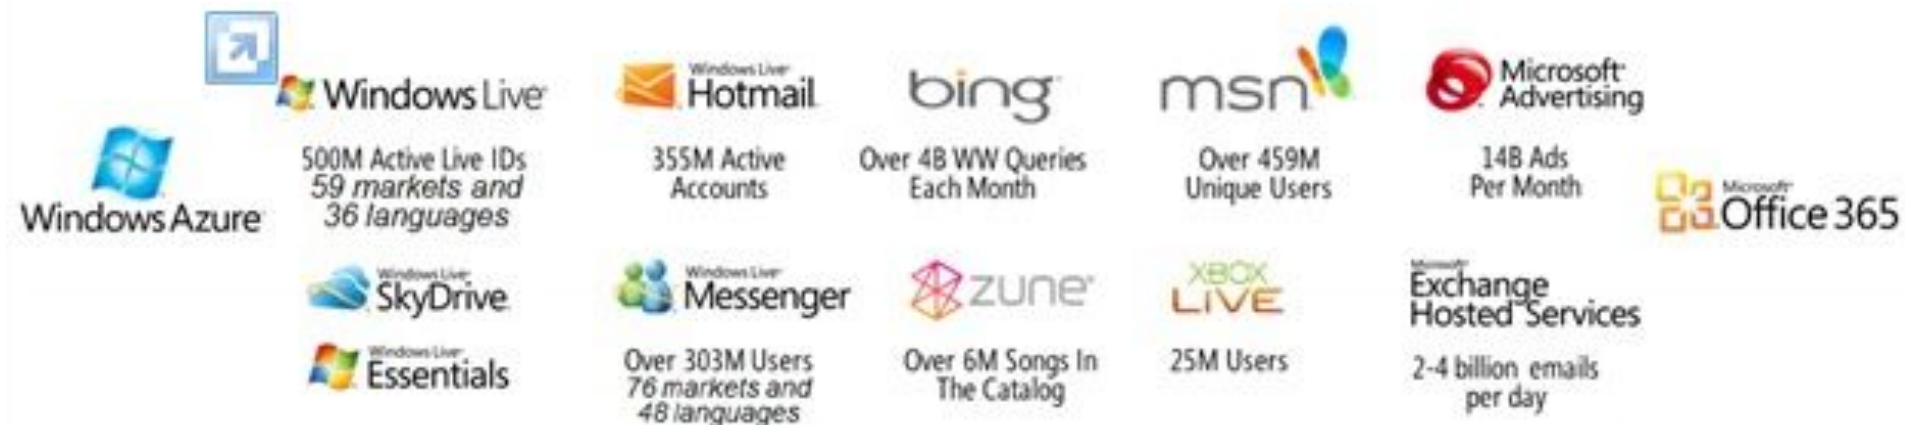 Windows Azure
Windows Live
500M Active Live IDs
59 markets and
36 languages
Windows Live
SkyDrive
Windows Live
Essentials
Windows Live
Hotmail
355M Active
Accounts
Windows Live
Messenger
Over 303M Users
76 markets and
48 languages
bing
Over 4B WW Queries
Each Month
zune
Over 6M Songs In
The Catalog
msn
Over 459M
Unique Users
XBOX
LIVE
25M Users
Microsoft
Advertising
14B Ads
Per Month
Microsoft
Exchange
Hosted Services
2-4 billion emails
per day
Microsoft
Office 365